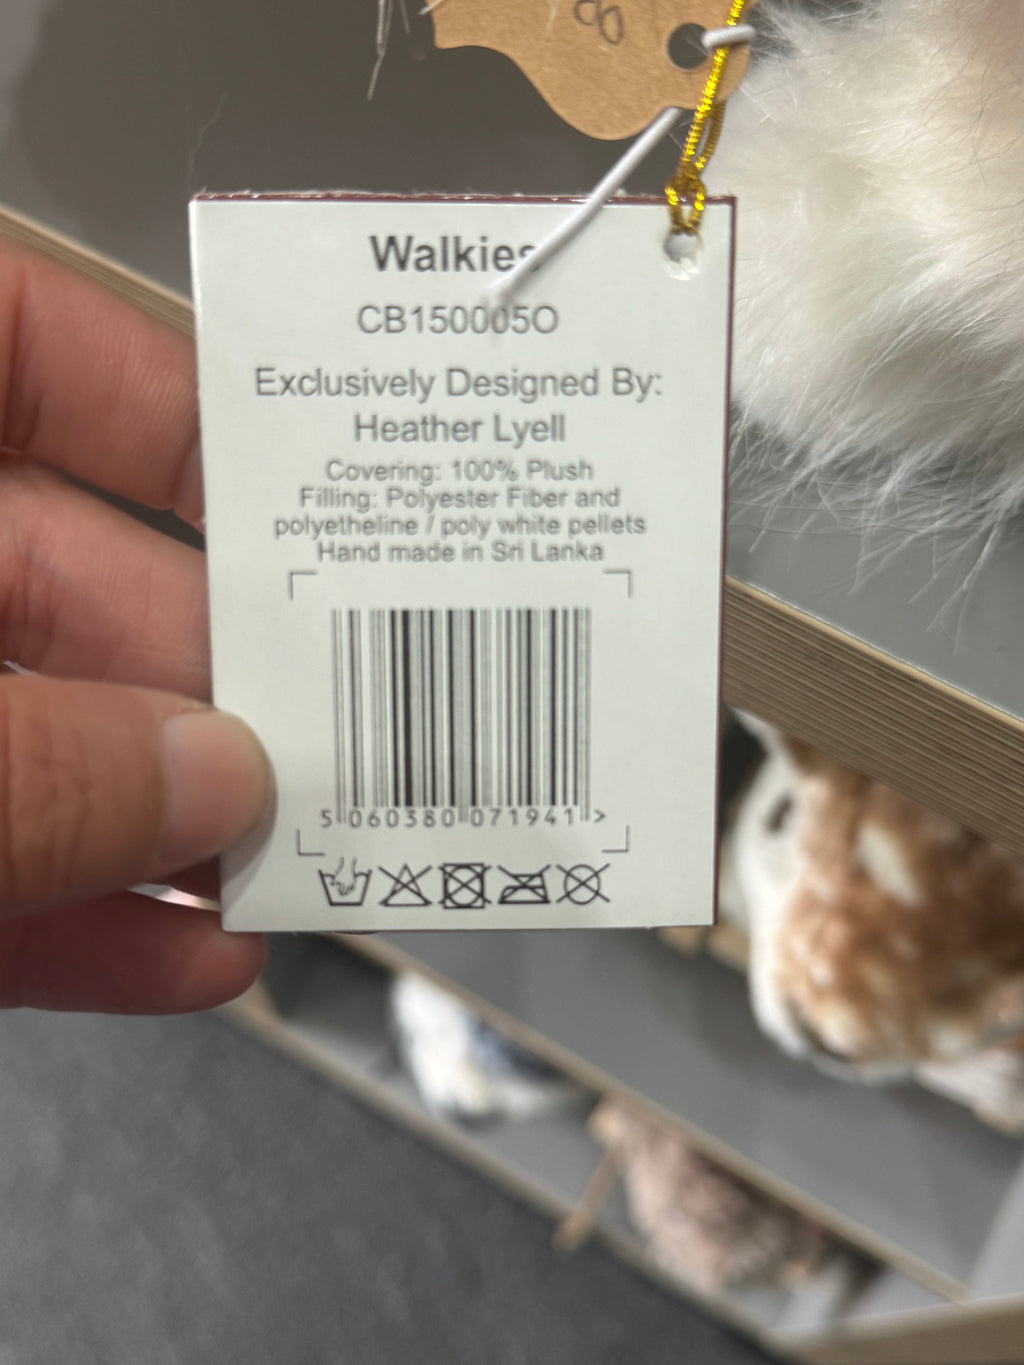 Walkies
CB150005O
Exclusively Designed By:
Heather Lyell
Covering: 100% Plush
Filling: Polyester Fiber and
polyetheline / poly white pellets
Hand made in Sri Lanka
5 060380 071941 >